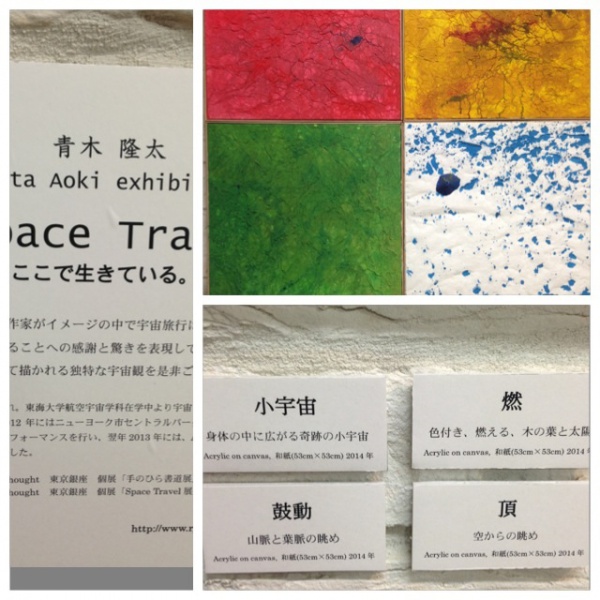 青木 隆太
ta Aoki exhibi
pace Tra
ここで生きている。
作家がイメージの中で宇宙旅行に
ることへの感謝と驚きを表現して
て描かれる独特な宇宙観を是非ご
れ。東海大学航空宇宙学科在学中より宇宙
12 年にはニューヨーク市セントラルパー
フォーマンスを行い、翌年2013年には、
した。
hought 東京銀座 個展「手のひら書道展
hought 東京銀座 個展「Space Travel 展
http://www.r
小宇宙
身体の中に広がる奇跡の小宇宙
Acrylic on canvas, 和紙(53cm×53cm) 2014 年
燃
色付き、燃える、木の葉と太陽
Acrylic on canvas, 和紙(53cm×53cm) 2014 年
鼓動
山脈と葉脈の眺め
Acrylic on canvas, 和紙(53cm×53cm) 2014 年
頂
空からの眺め
Acrylic on canvas, 和紙(53cm×53cm) 2014 年